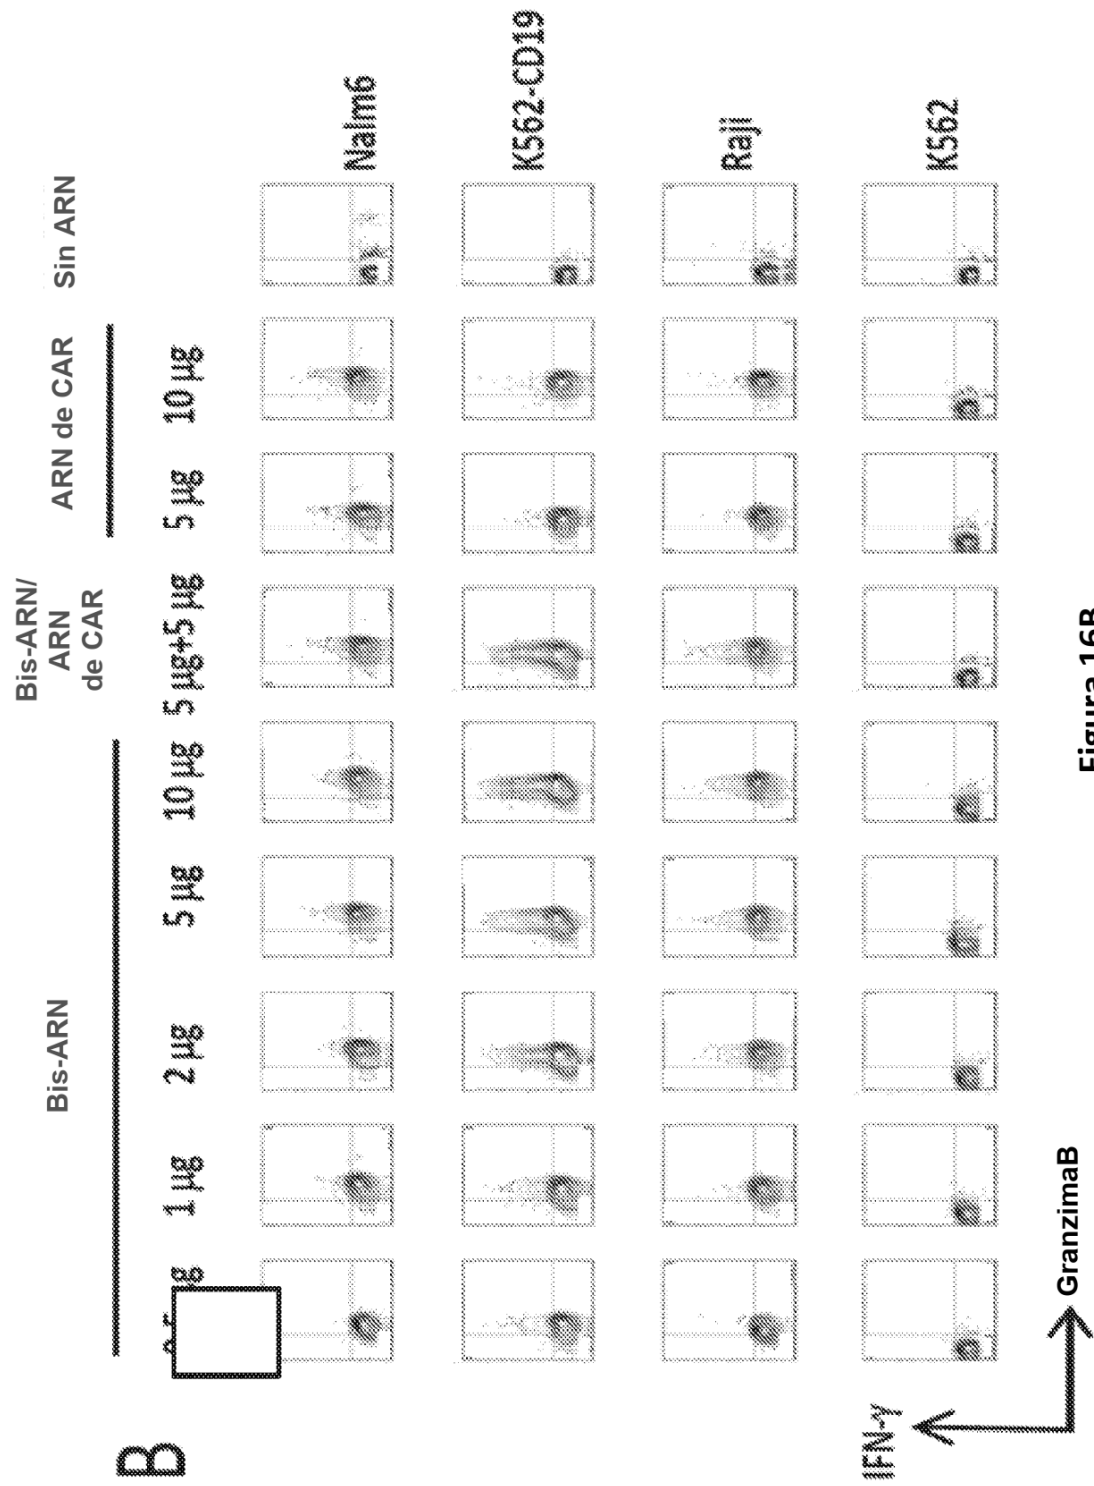 B
Bis-ARN
Bis-ARN/
ARN
de CAR
ARN de CAR
Sin ARN
1 µg
2 µg
5 µg
10 µg
5 µg+5 µg
5 µg
10 µg
Nalm6
K562-CD19
Raji
K562
IFN-γ
GranzimaB
Figura 16B